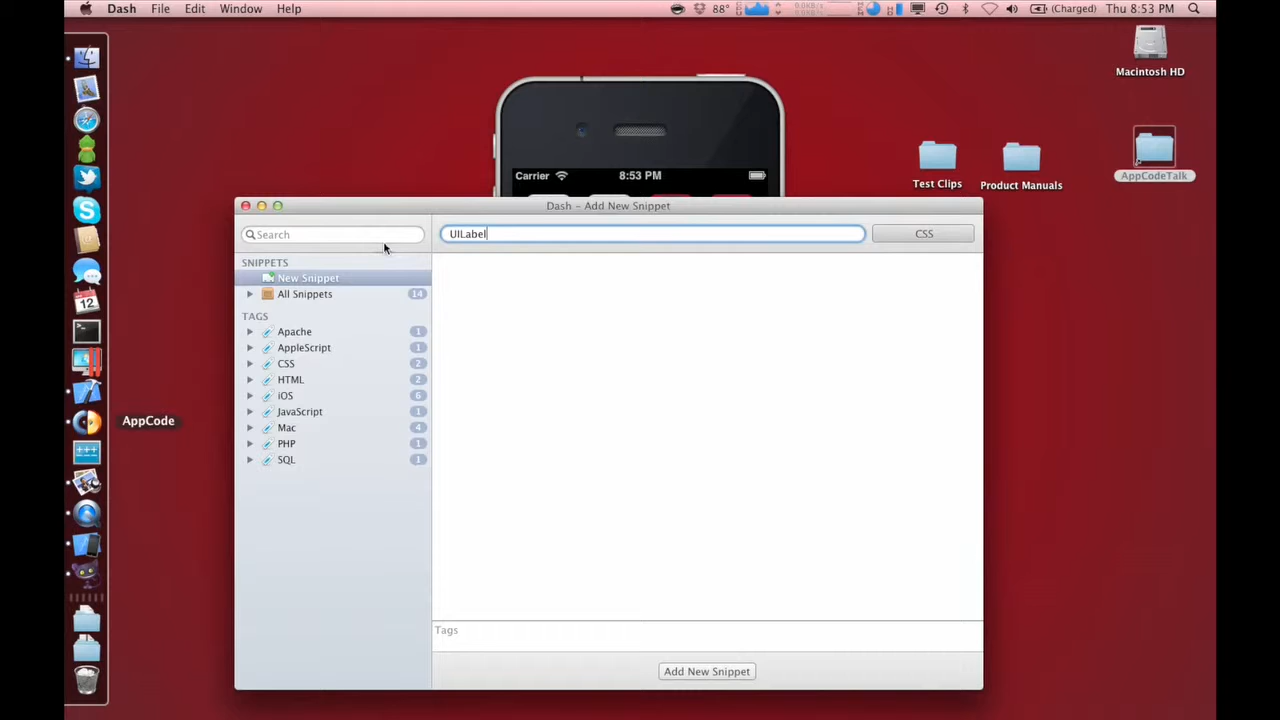 Dash File Edit Window Help 88° (Charged) Thu 8:53 PM
Macintosh HD
Carrier 8:53 PM
Test Clips
Product Manuals
AppCodeTalk
Dash – Add New Snippet
Search
UILabel
CSS
SNIPPETS
New Snippet
All Snippets 14
TAGS
Apache 1
AppleScript 1
CSS 2
HTML 2
iOS 6
JavaScript 1
Mac 4
PHP 1
SQL 1
AppCode
12
Tags
Add New Snippet